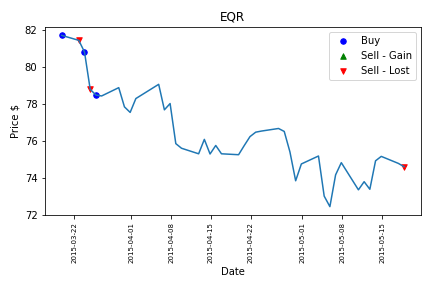 EQR
82
80
78
76
74
72
Price $
Buy
Sell - Gain
Sell - Lost
2015-03-22
2015-04-01
2015-04-08
2015-04-15
2015-04-22
2015-05-01
2015-05-08
2015-05-15
Date